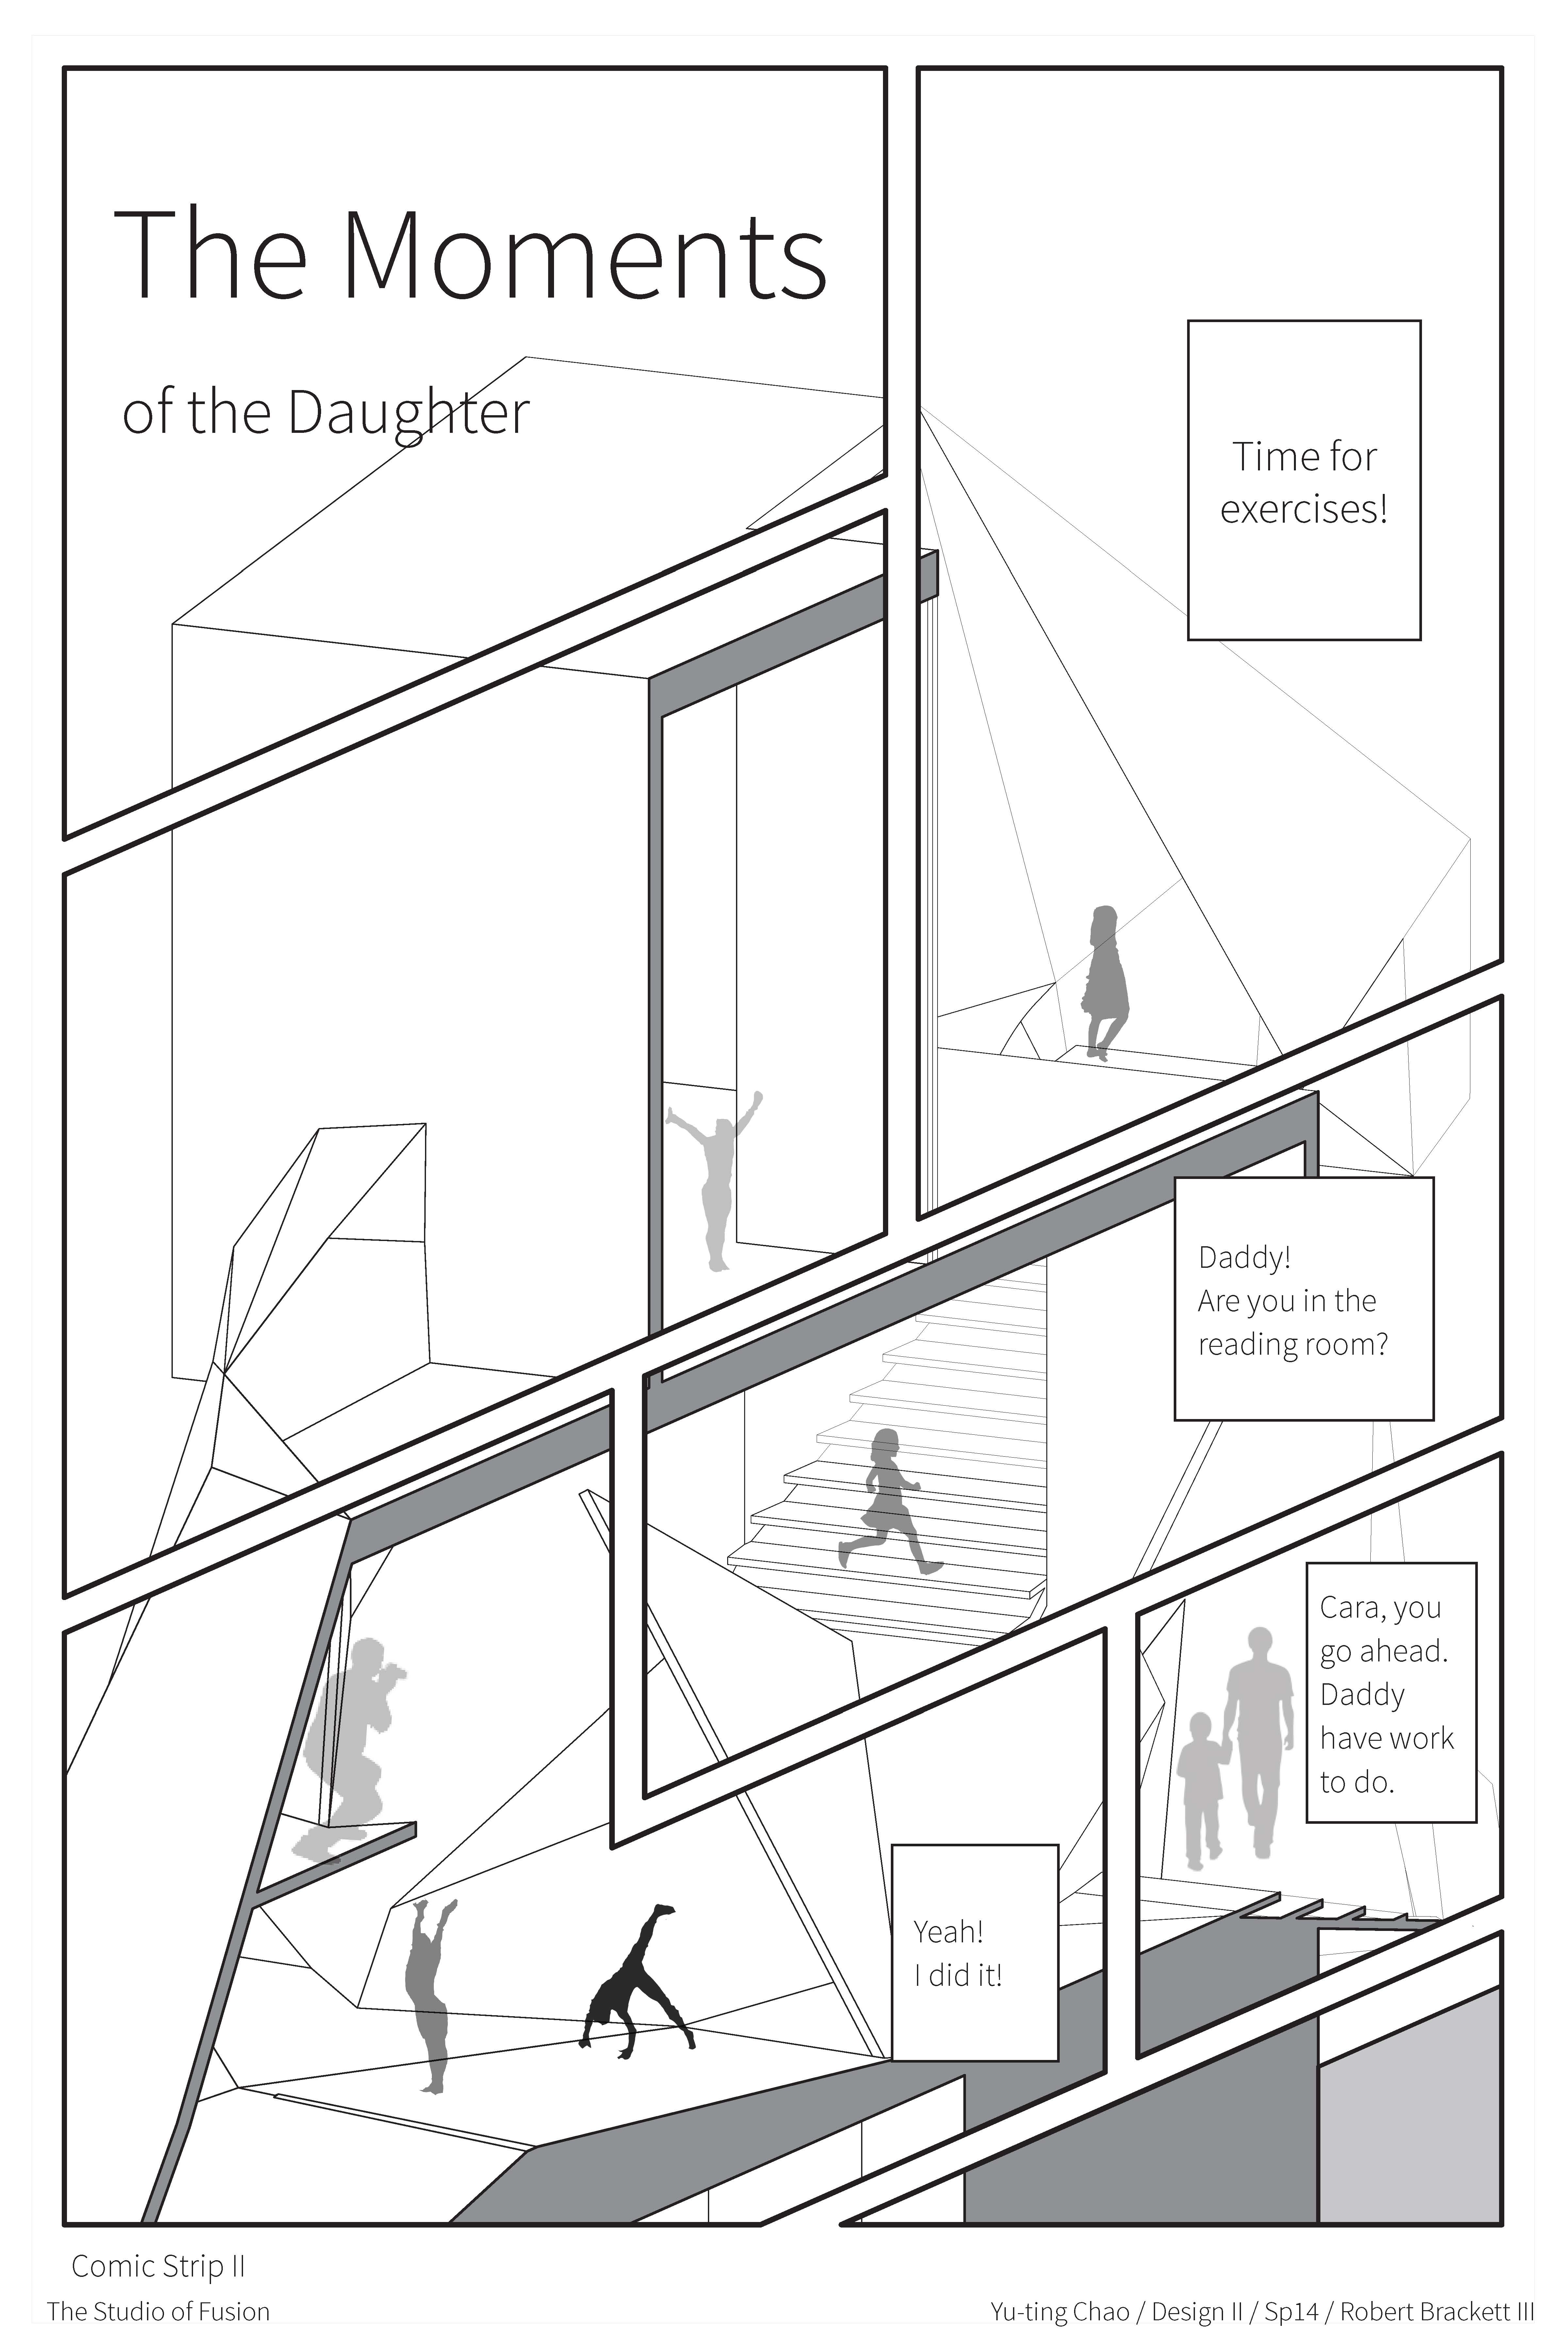 The Moments
of the Daughter
Time for
exercises!
Daddy!
Are you in the
reading room?
Cara, you
go ahead.
Daddy
have work
to do.
Yeah!
I did it!
Comic Strip II
The Studio of Fusion
Yu-ting Chao / Design II / Sp14 / Robert Brackett III